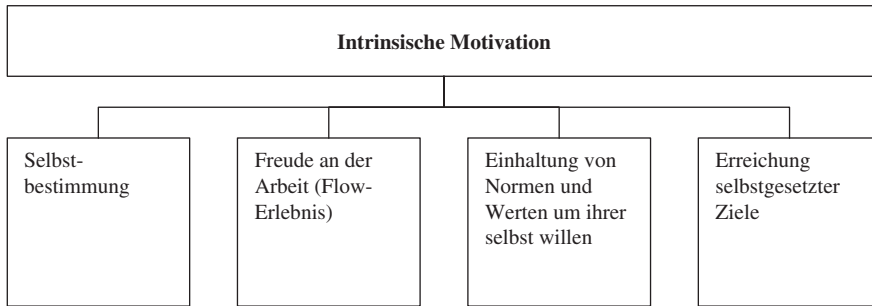 Intrinsische Motivation
Selbst-
bestimmung
Freude an der
Arbeit (Flow-
Erlebnis)
Einhaltung von
Normen und
Werten um ihrer
selbst willen
Erreichung
selbstgesetzter
Ziele